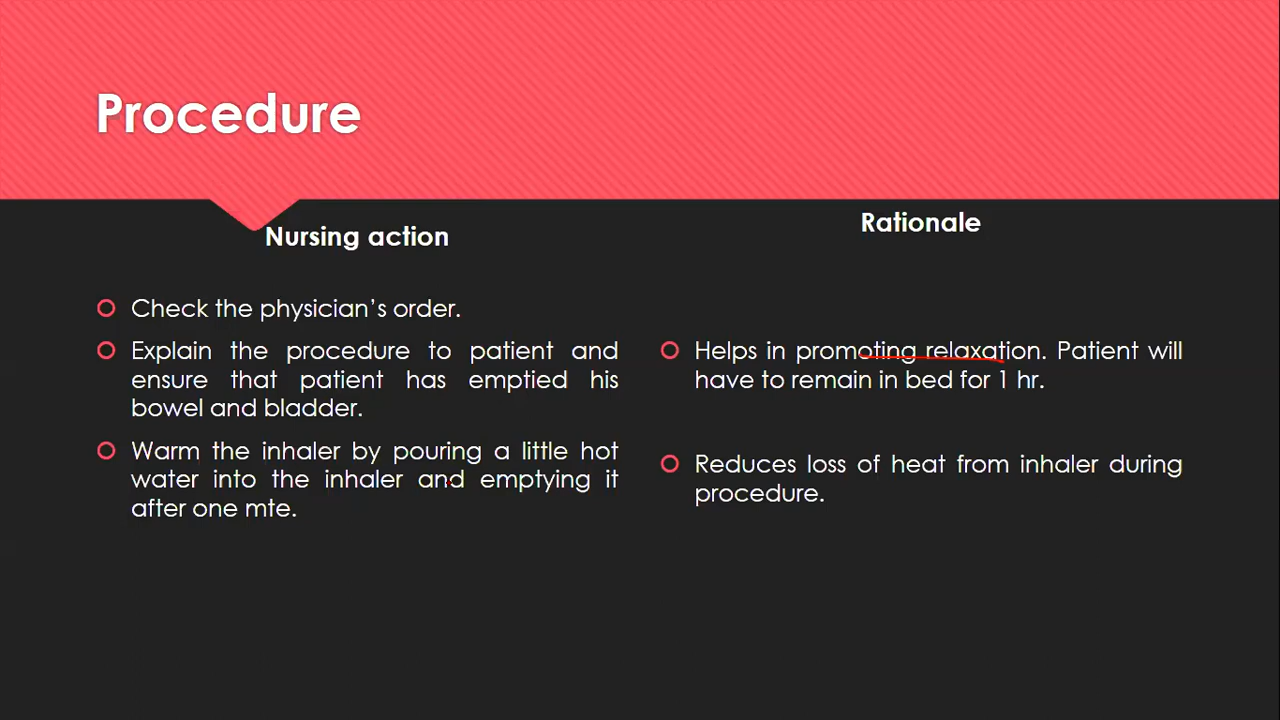 Procedure
Nursing action
Check the physician's order.
Explain the procedure to patient and
ensure that patient has emptied his
bowel and bladder.
Warm the inhaler by pouring a little hot
water into the inhaler and emptying it
after one mte.
Rationale
Helps in promoting relaxation. Patient will
have to remain in bed for 1 hr.
Reduces loss of heat from inhaler during
procedure.